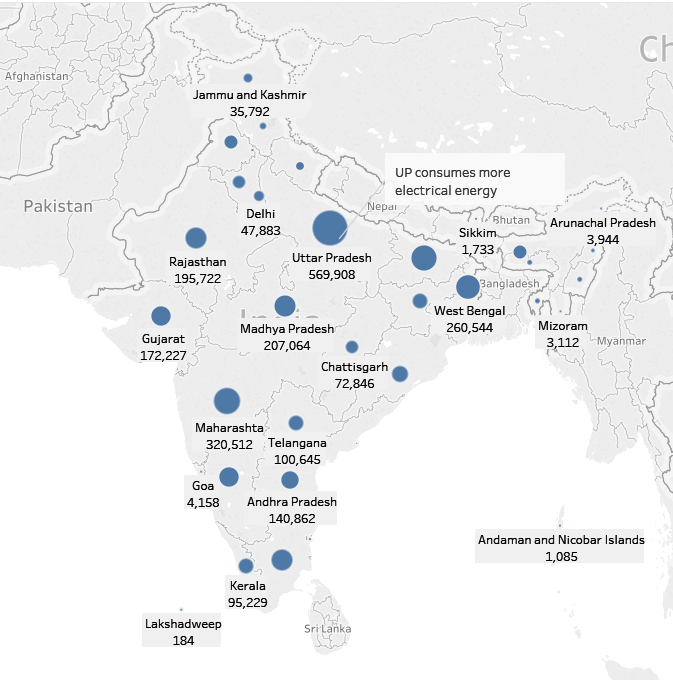 Ch
Afghanistan
Jammu and Kashmir
35,792
UP consumes more
electrical energy
Pakistan
Nepal
Delhi
47,883
Bhutan
Arunachal Pradesh
3,944
Sikkim
1,733
Uttar Pradesh
569,908
Rajasthan
195,722
Bangladesh
West Bengal
260,544
Madhya Pradesh
207,064
Mizoram
3,112
Gujarat
172,227
Myanmar
Chattisgarh
72,846
Maharashta
320,512
Telangana
100,645
Goa
4,158
Andhra Pradesh
140,862
Andaman and Nicobar Islands
1,085
Kerala
95,229
Lakshadweep
184
Sri Lanka